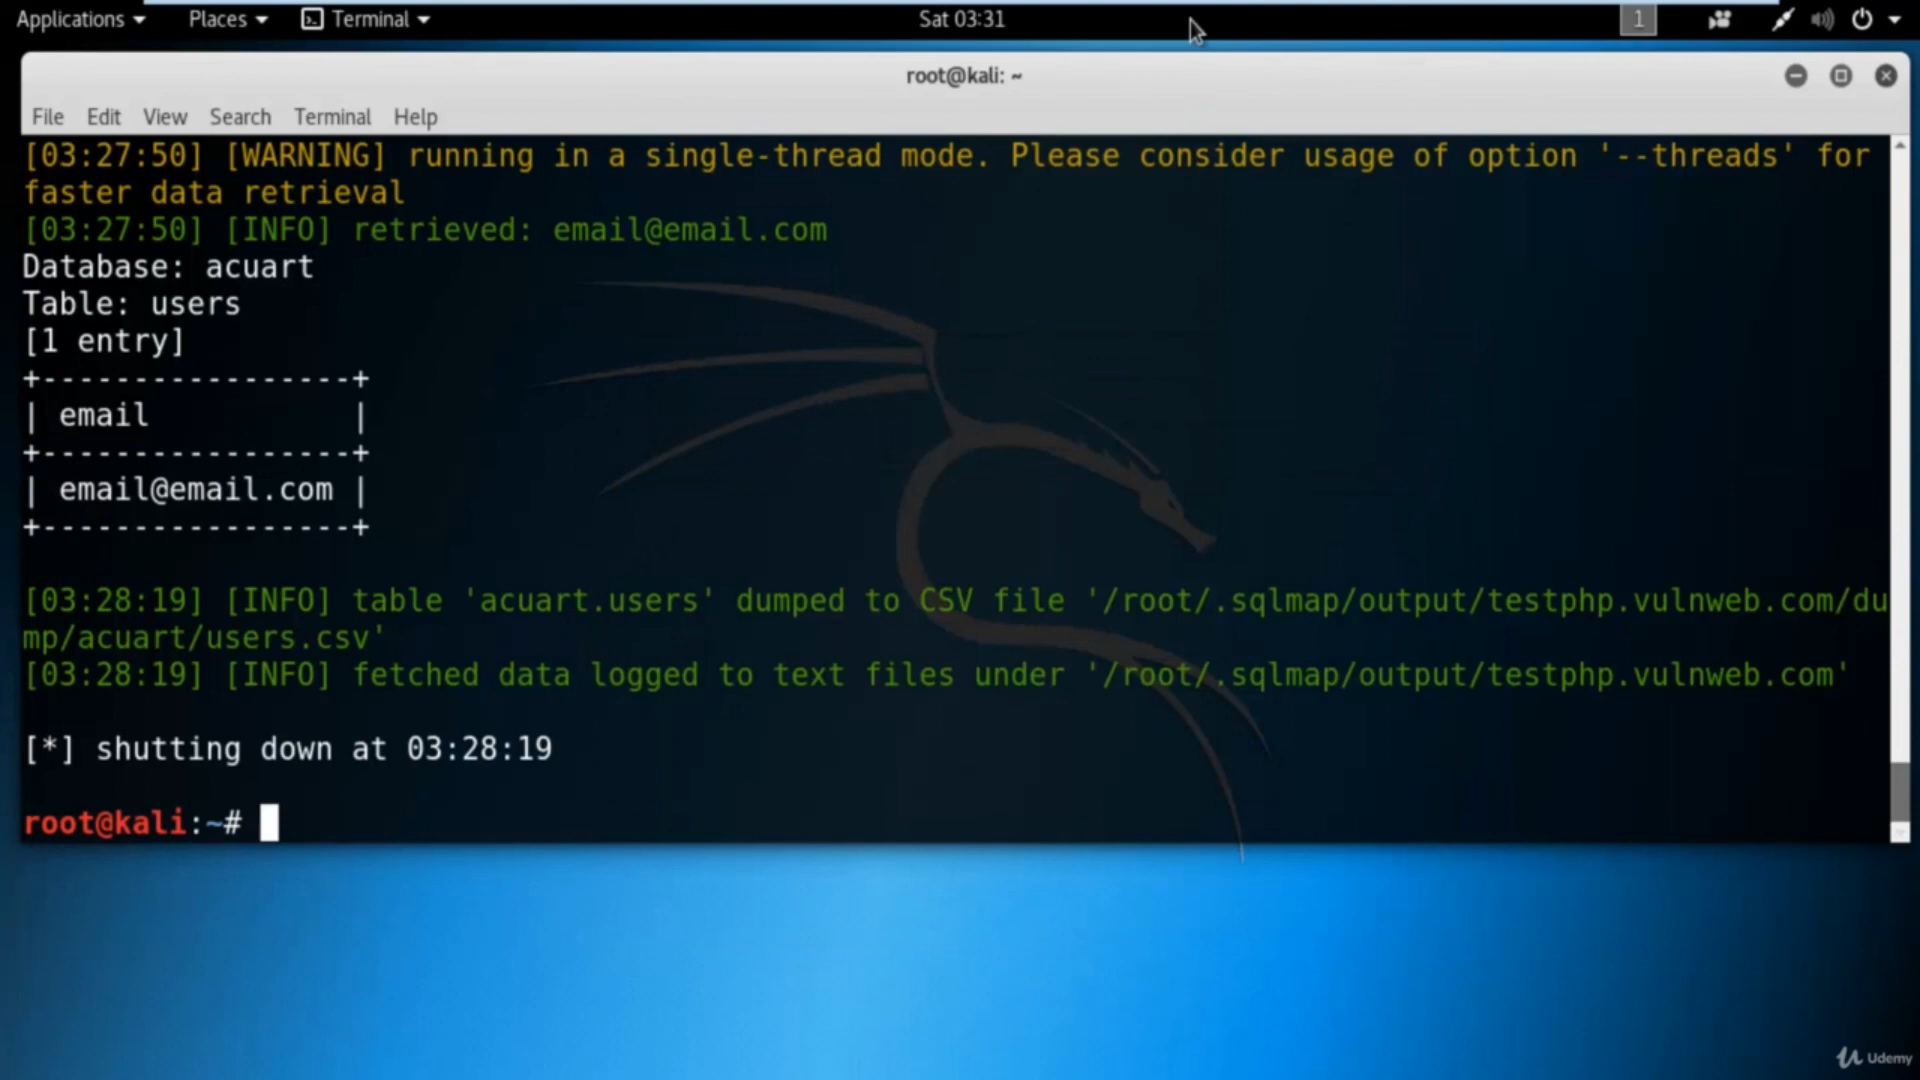 Applications Places Terminal Sat 03:31 1
root@kali: ~
File Edit View Search Terminal Help
[03:27:50] [WARNING] running in a single-thread mode. Please consider usage of option '--threads' for
faster data retrieval
[03:27:50] [INFO] retrieved: email@email.com
Database: acuart
Table: users
[1 entry]
+-----------------+
| email           |
+-----------------+
| email@email.com |
+-----------------+
[03:28:19] [INFO] table 'acuart.users' dumped to CSV file '/root/.sqlmap/output/testphp.vulnweb.com/du
mp/acuart/users.csv'
[03:28:19] [INFO] fetched data logged to text files under '/root/.sqlmap/output/testphp.vulnweb.com'
[*] shutting down at 03:28:19
root@kali:~#
Udemy